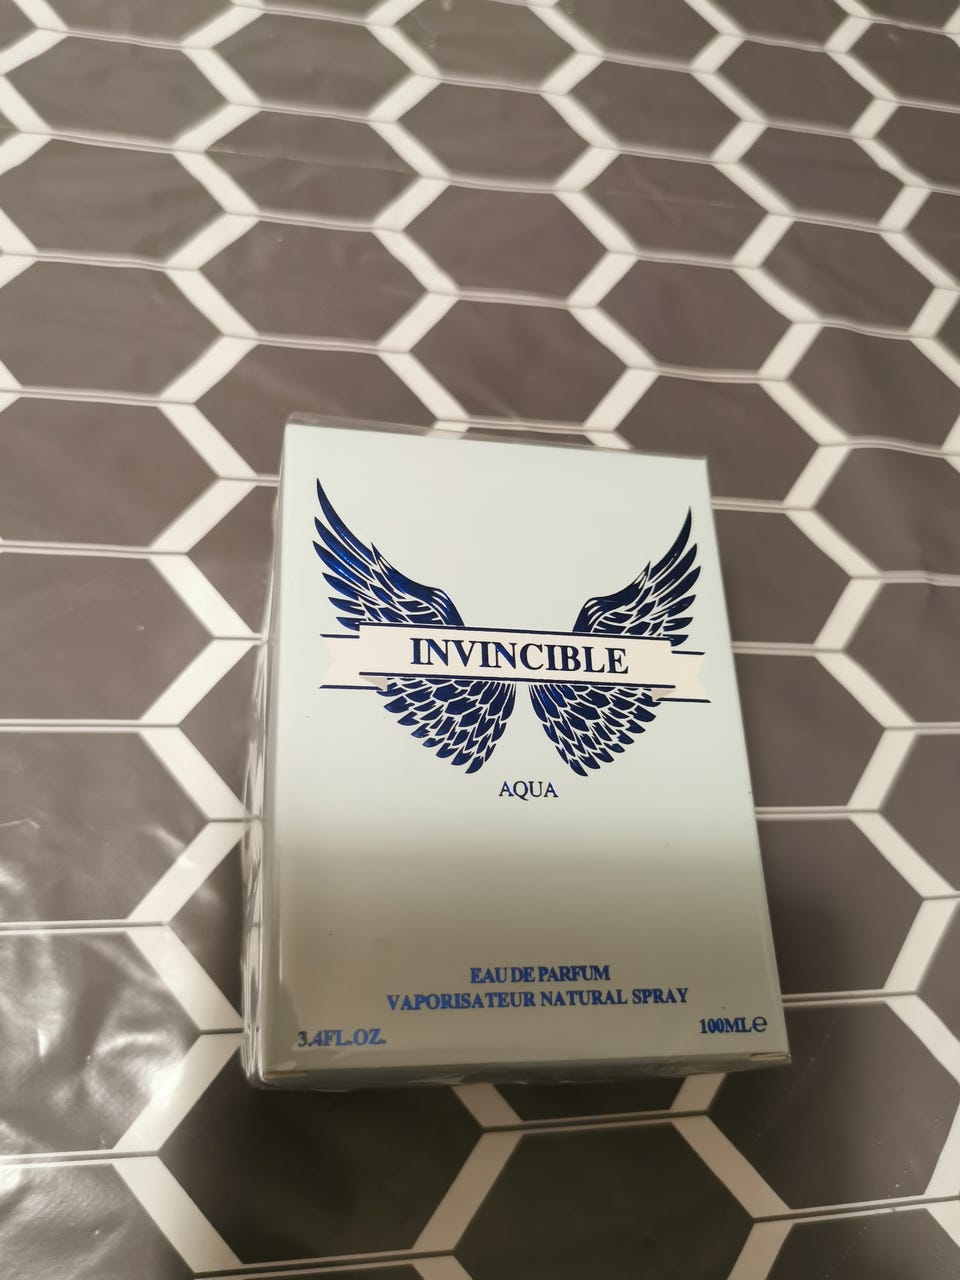 INVINCIBLE
AQUA
EAU DE PARFUM
VAPORISATEUR NATURAL SPRAY
3.4FL.OZ. 100ML℮